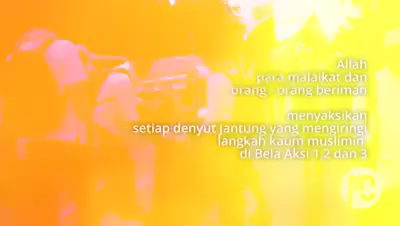 Allah
para malaikat dan
orang - orang beriman
menyaksikan
setiap denyut jantung yang mengiringi
langkah kaum muslimin
di Bela Aksi 1,2 dan 3